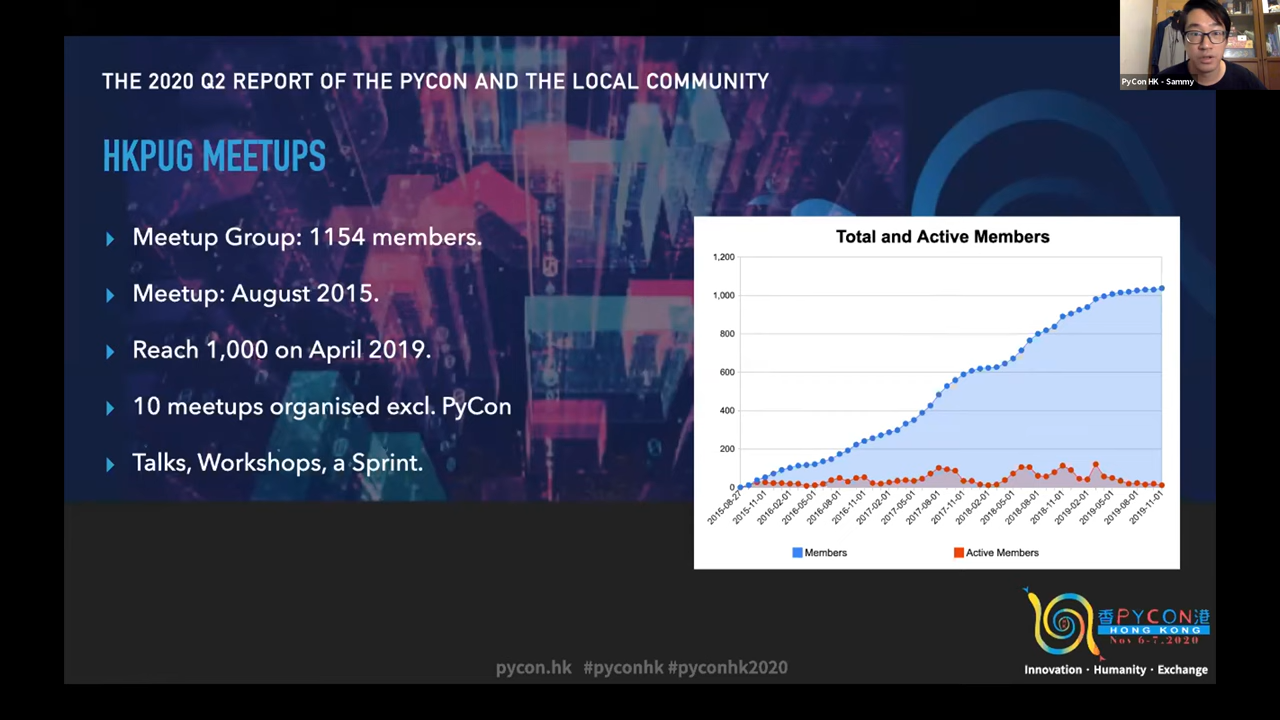 PyCon HK - Sammy
THE 2020 Q2 REPORT OF THE PYCON AND THE LOCAL COMMUNITY
HKPUG MEETUPS
Meetup Group: 1154 members.
Meetup: August 2015.
Reach 1,000 on April 2019.
10 meetups organised excl. PyCon
Talks, Workshops, a Sprint.
Total and Active Members
1,200
1,000
800
600
400
200
0
2015-08-27
2015-11-01
2016-02-01
2016-05-01
2016-08-01
2016-11-01
2017-02-01
2017-05-01
2017-08-01
2017-11-01
2018-02-01
2018-05-01
2018-08-01
2018-11-01
2019-02-01
2019-05-01
2019-08-01
2019-11-01
Members
Active Members
香PYCON港
HONG KONG
Nov 6-7, 2020
Innovation · Humanity · Exchange
pycon.hk #pyconhk #pyconhk2020